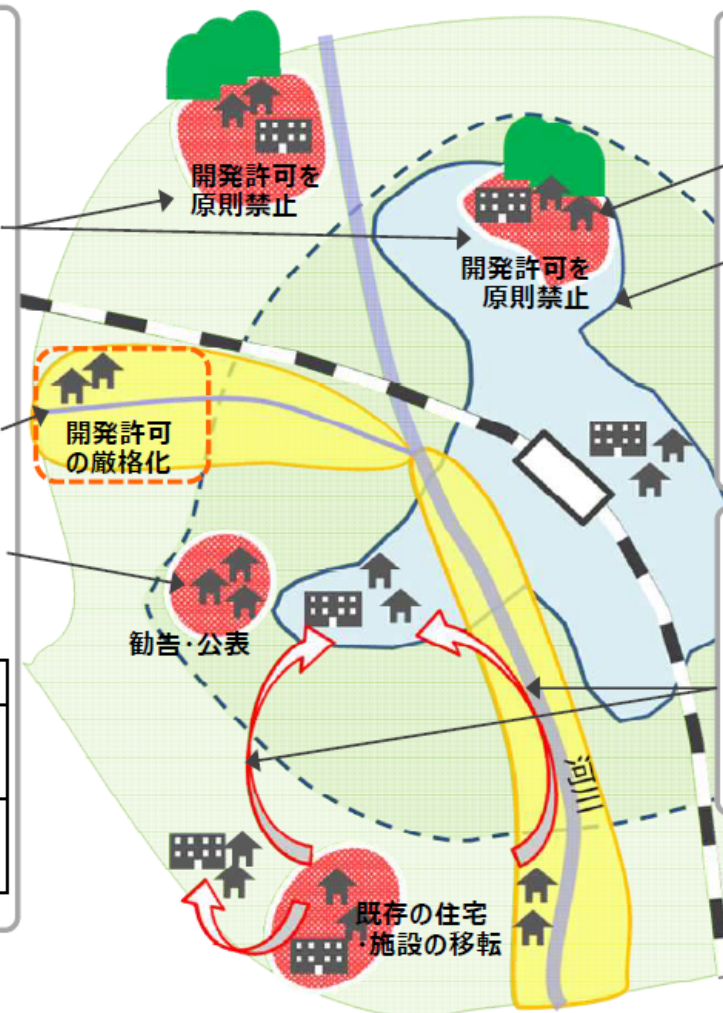 開発許可を
原則禁止
開発許可を
原則禁止
開発許可
の厳格化
勧告・公表
河川
既存の住宅
・施設の移転